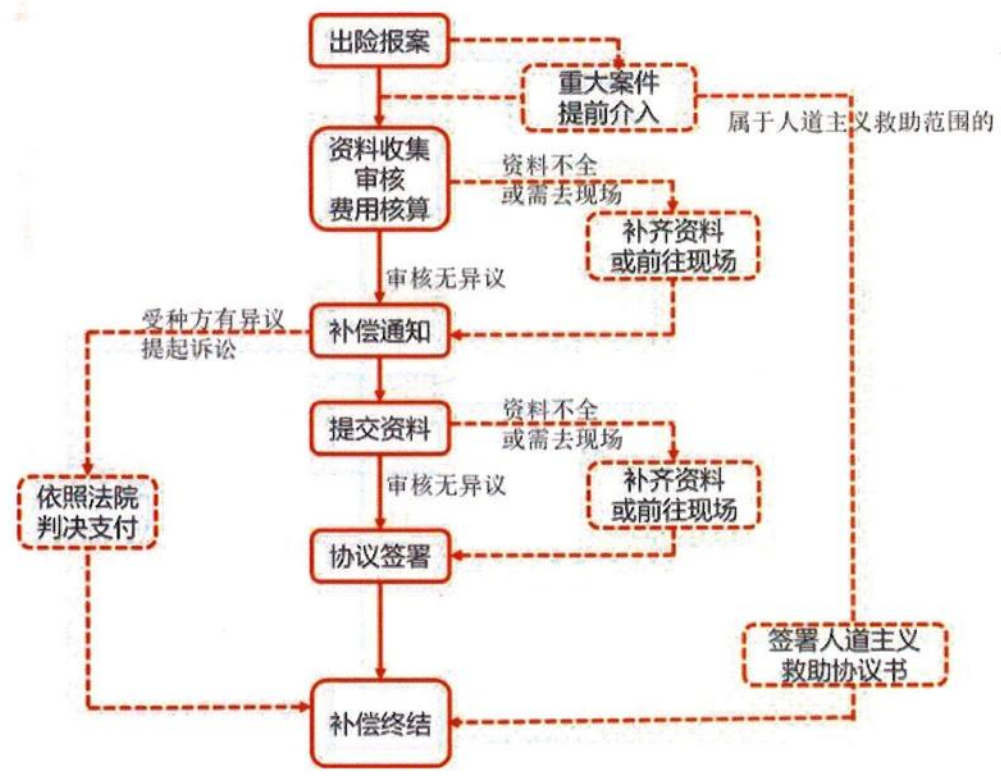 出险报案
重大案件
提前介入
属于人道主义救助范围的
资料收集
审核
费用核算
资料不全
或需去现场
补齐资料
或前往现场
审核无异议
受种方有异议
提起诉讼
补偿通知
提交资料
资料不全
或需去现场
补齐资料
或前往现场
审核无异议
依照法院
判决支付
协议签署
签署人道主义
救助协议书
补偿终结